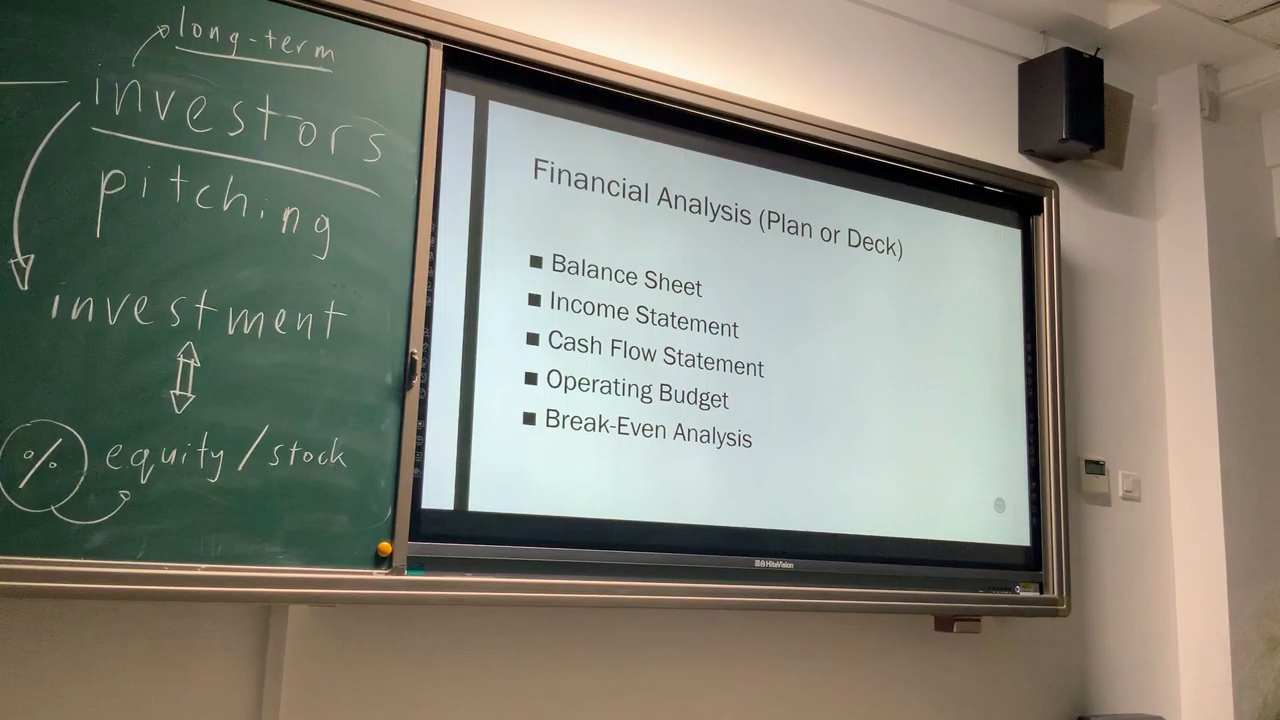 long-term
investors
pitching
investment
% equity/stock
Financial Analysis (Plan or Deck)
■ Balance Sheet
■ Income Statement
■ Cash Flow Statement
■ Operating Budget
■ Break-Even Analysis
HiteVision